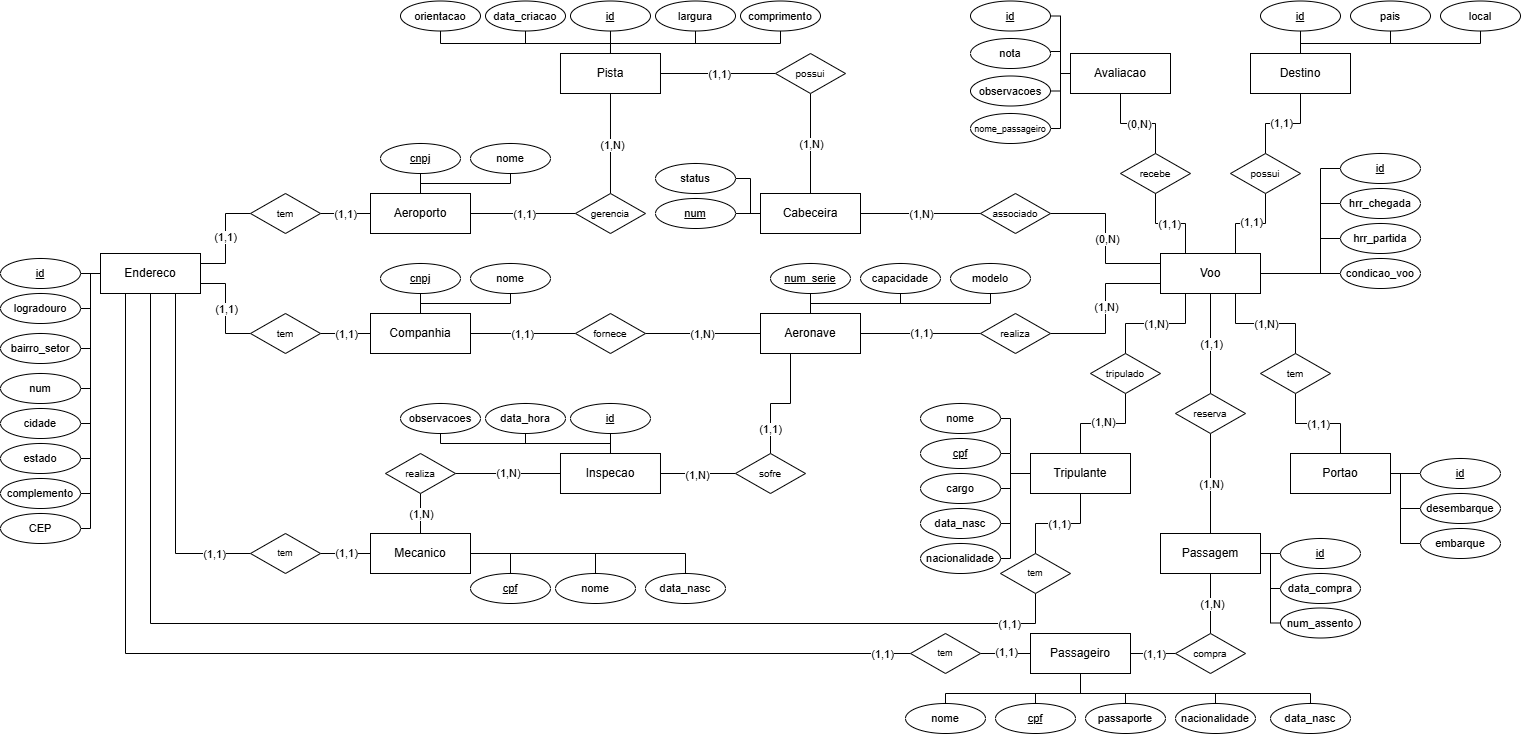 orientacao
data_criacao
id
largura
comprimento
Pista
(1,1)
possui
(1,N)
(1,N)
id
nota
observacoes
nome_passageiro
Avaliacao
(0,N)
recebe
(1,1)
id
pais
local
Destino
(1,1)
possui
(1,1)
cnpj
nome
Aeroporto
tem
(1,1)
(1,1)
(1,1)
gerencia
status
num
Cabeceira
(1,N)
associado
(0,N)
id
hrr_chegada
hrr_partida
condicao_voo
Voo
Endereco
id
logradouro
bairro_setor
num
cidade
estado
complemento
CEP
cnpj
nome
Companhia
(1,1)
tem
(1,1)
(1,1)
fornece
(1,N)
num_serie
capacidade
modelo
Aeronave
(1,1)
realiza
(1,N)
(1,N)
tripulado
(1,N)
(1,1)
reserva
(1,N)
(1,N)
tem
(1,1)
observacoes
data_hora
id
Inspecao
realiza
(1,N)
(1,N)
(1,N)
sofre
(1,1)
nome
cpf
cargo
data_nasc
nacionalidade
Tripulante
(1,1)
tem
(1,1)
Portao
id
desembarque
embarque
(1,1)
tem
(1,1)
Mecanico
cpf
nome
data_nasc
Passagem
id
data_compra
num_assento
(1,N)
(1,1)
tem
(1,1)
Passageiro
(1,1)
compra
nome
cpf
passaporte
nacionalidade
data_nasc